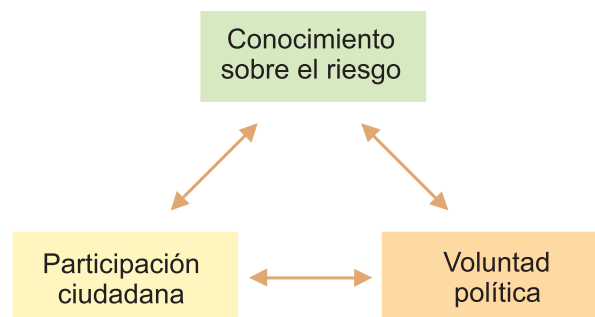 Conocimiento
sobre el riesgo
Participación
ciudadana
Voluntad
política